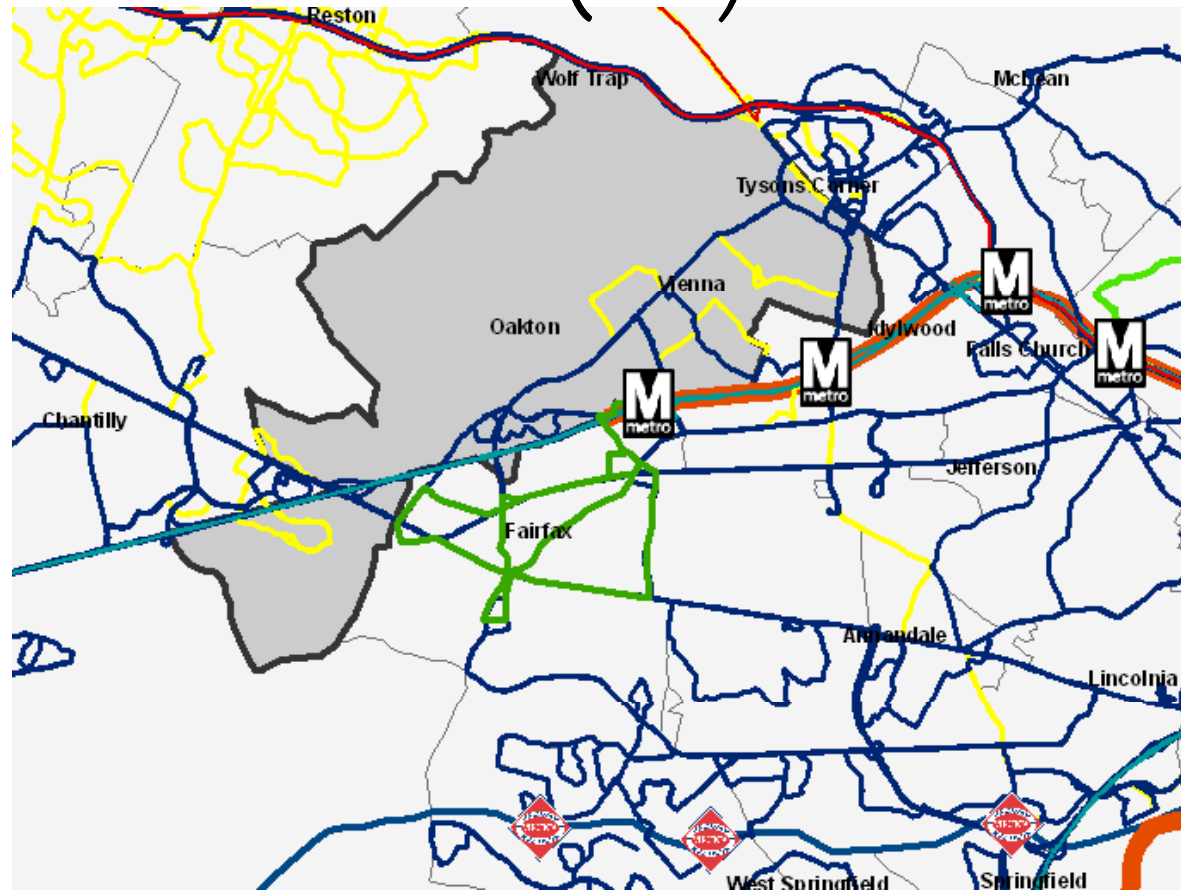 ( )
Reston
Wolf Trap
McLean
Tysons Corner
Vienna
Oakton
M
metro
Idylwood
Falls Church
M
metro
M
metro
M
metro
Chantilly
Jefferson
Fairfax
Annandale
Lincolnia
West Springfield
Springfield